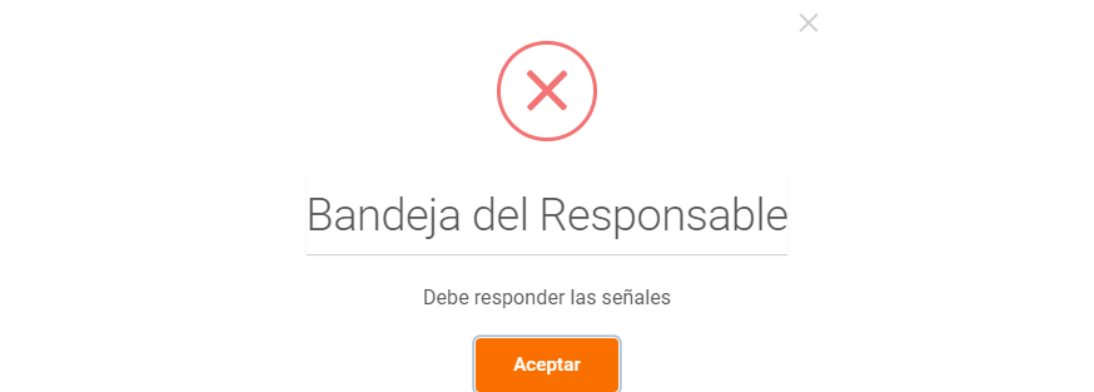 Bandeja del Responsable
Debe responder las señales
Aceptar